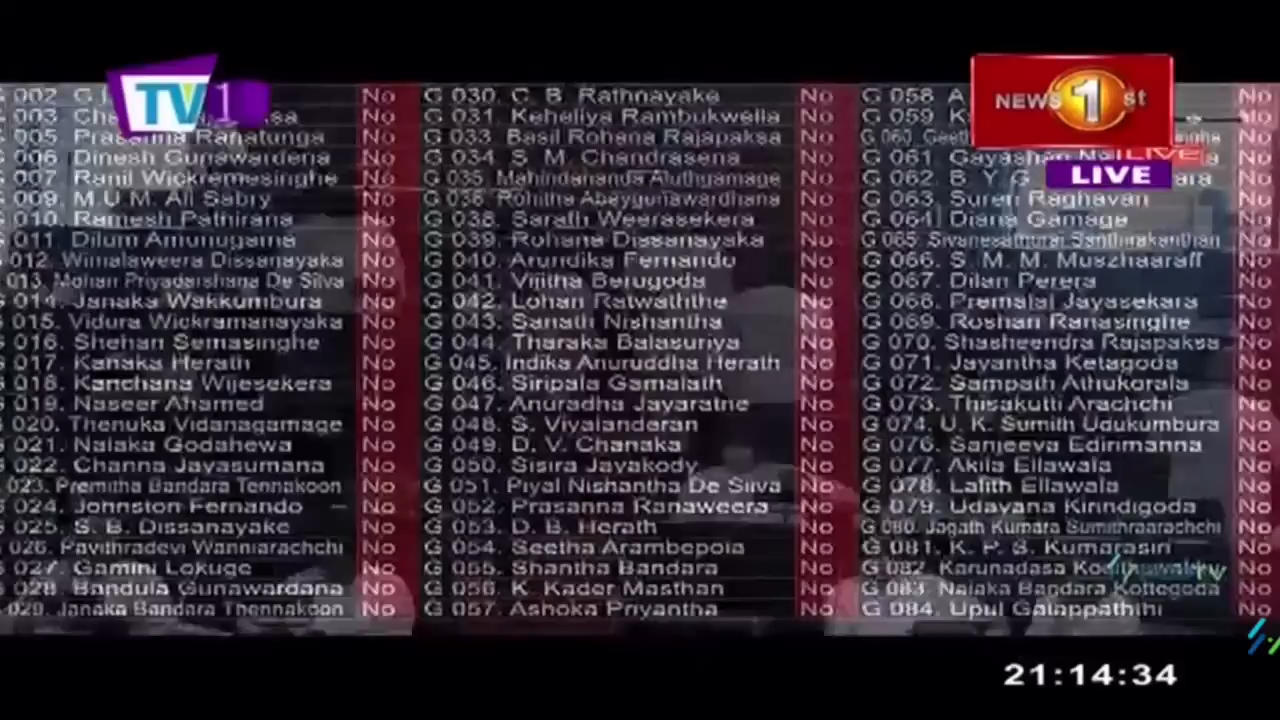 TV1
NEWS 1st
LIVE
LIVE
G 002. G No
003. No
005. Prasanna Ranatunga No
006. Dinesh Gunawardena No
007. Ranil Wickremesinghe No
009. M.U.M. Ali Sabry No
010. Ramesh Pathirana No
011. Dilum Amunugama No
012. Wimalaweera Dissanayaka No
013. Mohan Priyadarshana De Silva No
014. Janaka Wakkumbura No
015. Vidura Wickramanayaka No
016. Shehan Semasinghe No
017. Kanaka Herath No
018. Kanchana Wijesekera No
019. Naseer Ahamed No
020. Thenuka Vidanagamage No
021. Nalaka Godahewa No
022. Channa Jayasumana No
023. Premitha Bandara Tennakoon No
024. Johnston Fernando No
025. S. B. Dissanayake No
026. Pavithradevi Wanniarachchi No
027. Gamini Lokuge No
028. Bandula Gunawardana No
029. Janaka Bandara Thennakoon No
G 030. C. B. Rathnayake No
G 031. Keheliya Rambukwella No
G 033. Basil Rohana Rajapaksa No
G 034. S. M. Chandrasena No
G 035. Mahindananda Aluthgamage No
G 036. Rohitha Abeygunawardhana No
G 038. Sarath Weerasekera No
G 039. Rohana Dissanayaka No
G 040. Arundika Fernando No
G 041. Vijitha Berugoda No
G 042. Lohan Ratwaththe No
G 043. Sanath Nishantha No
G 044. Tharaka Balasuriya No
G 045. Indika Anuruddha Herath No
G 046. Siripala Gamalath No
G 047. Anuradha Jayaratne No
G 048. S. Viyalanderan No
G 049. D. V. Chanaka No
G 050. Sisira Jayakody No
G 051. Piyal Nishantha De Silva No
G 052. Prasanna Ranaweera No
G 053. D. B. Herath No
G 054. Seetha Arambepola No
G 055. Shantha Bandara No
G 056. K. Kader Masthan No
G 057. Ashoka Priyantha No
G 058. A No
G 059. K No
G 060. No
G 061. Gayashan No
G 062. B. Y. G. No
G 063. Suren Raghavan No
G 064. Diana Gamage No
G 065. Sivanesathurai Santhirakanthan No
G 066. S. M. M. Muszhaaraff No
G 067. Dilan Perera No
G 068. Premalal Jayasekara No
G 069. Roshan Ranasinghe No
G 070. Shasheendra Rajapaksa No
G 071. Jayantha Ketagoda No
G 072. Sampath Athukorala No
G 073. Thisakutti Arachchi No
G 074. U. K. Sumith Udukumbura No
G 076. Sanjeeva Edirimanna No
G 077. Akila Ellawala No
G 078. Lalith Ellawala No
G 079. Udayana Kirindigoda No
G 080. Jagath Kumara Sumithraarachchi No
G 081. K. P. S. Kumarasiri No
G 082. Karunadasa No
G 083. Nalaka Bandara Kottegoda No
G 084. Upul Galappaththi No
21:14:34